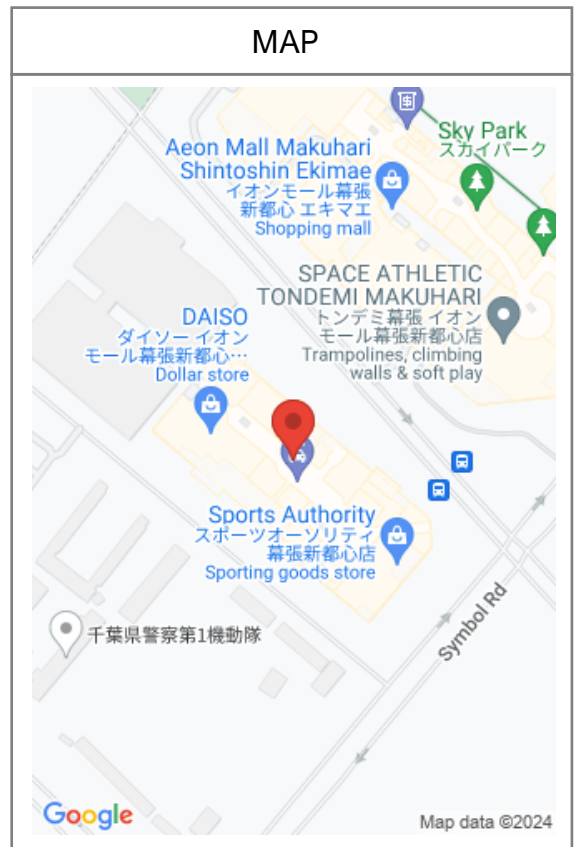 MAP
Sky Park
スカイパーク
Aeon Mall Makuhari
Shintoshin Ekimae
イオンモール幕張
新都心 エキマエ
Shopping mall
SPACE ATHLETIC
TONDEMI MAKUHARI
トンデミ幕張 イオン
モール幕張新都心店
Trampolines, climbing
walls & soft play
DAISO
ダイソー イオン
モール幕張新都心…
Dollar store
Sports Authority
スポーツオーソリティ
幕張新都心店
Sporting goods store
Symbol Rd
千葉県警察第1機動隊
Google
Map data ©2024